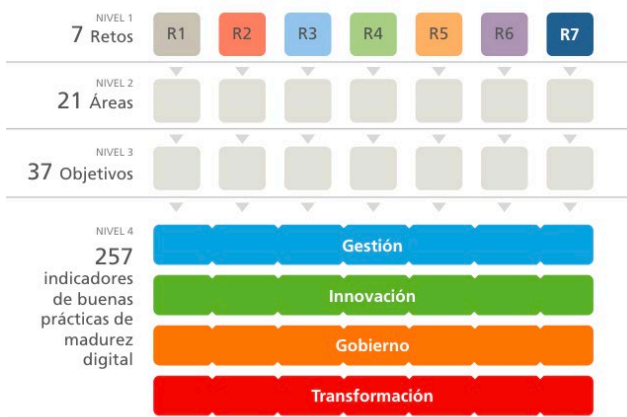 NIVEL 1
7 Retos
R1 R2 R3 R4 R5 R6 R7
NIVEL 2
21 Áreas
NIVEL 3
37 Objetivos
NIVEL 4
257
indicadores
de buenas
prácticas de
madurez
digital
Gestión
Innovación
Gobierno
Transformación